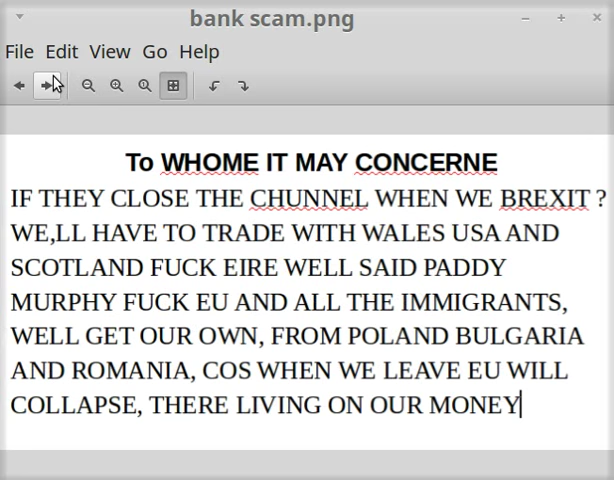 bank scam.png
File Edit View Go Help
To WHOME IT MAY CONCERNE
IF THEY CLOSE THE CHUNNEL WHEN WE BREXIT ?
WE,LL HAVE TO TRADE WITH WALES USA AND
SCOTLAND FUCK EIRE WELL SAID PADDY
MURPHY FUCK EU AND ALL THE IMMIGRANTS,
WELL GET OUR OWN, FROM POLAND BULGARIA
AND ROMANIA, COS WHEN WE LEAVE EU WILL
COLLAPSE, THERE LIVING ON OUR MONEY